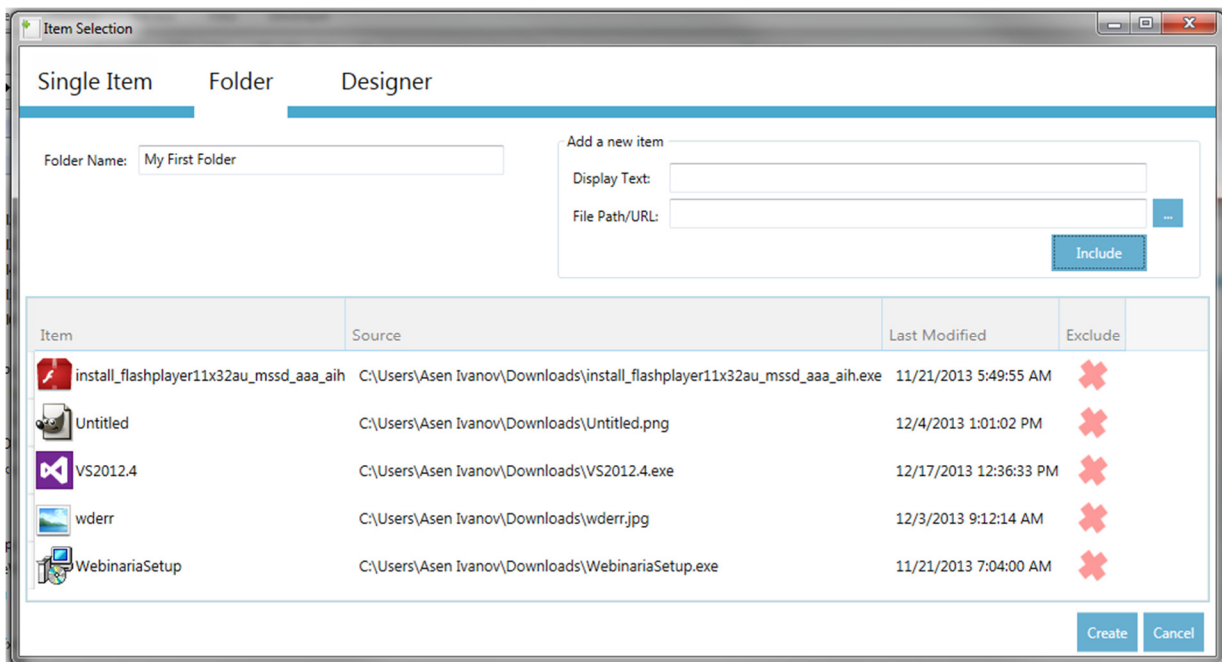 Item Selection
Single Item Folder Designer
Folder Name: My First Folder
Add a new item
Display Text:
File Path/URL: ...
Include
Item Source Last Modified Exclude
install_flashplayer11x32au_mssd_aaa_aih C:\Users\Asen Ivanov\Downloads\install_flashplayer11x32au_mssd_aaa_aih.exe 11/21/2013 5:49:55 AM
Untitled C:\Users\Asen Ivanov\Downloads\Untitled.png 12/4/2013 1:01:02 PM
VS2012.4 C:\Users\Asen Ivanov\Downloads\VS2012.4.exe 12/17/2013 12:36:33 PM
wderr C:\Users\Asen Ivanov\Downloads\wderr.jpg 12/3/2013 9:12:14 AM
WebinariaSetup C:\Users\Asen Ivanov\Downloads\WebinariaSetup.exe 11/21/2013 7:04:00 AM
Create Cancel